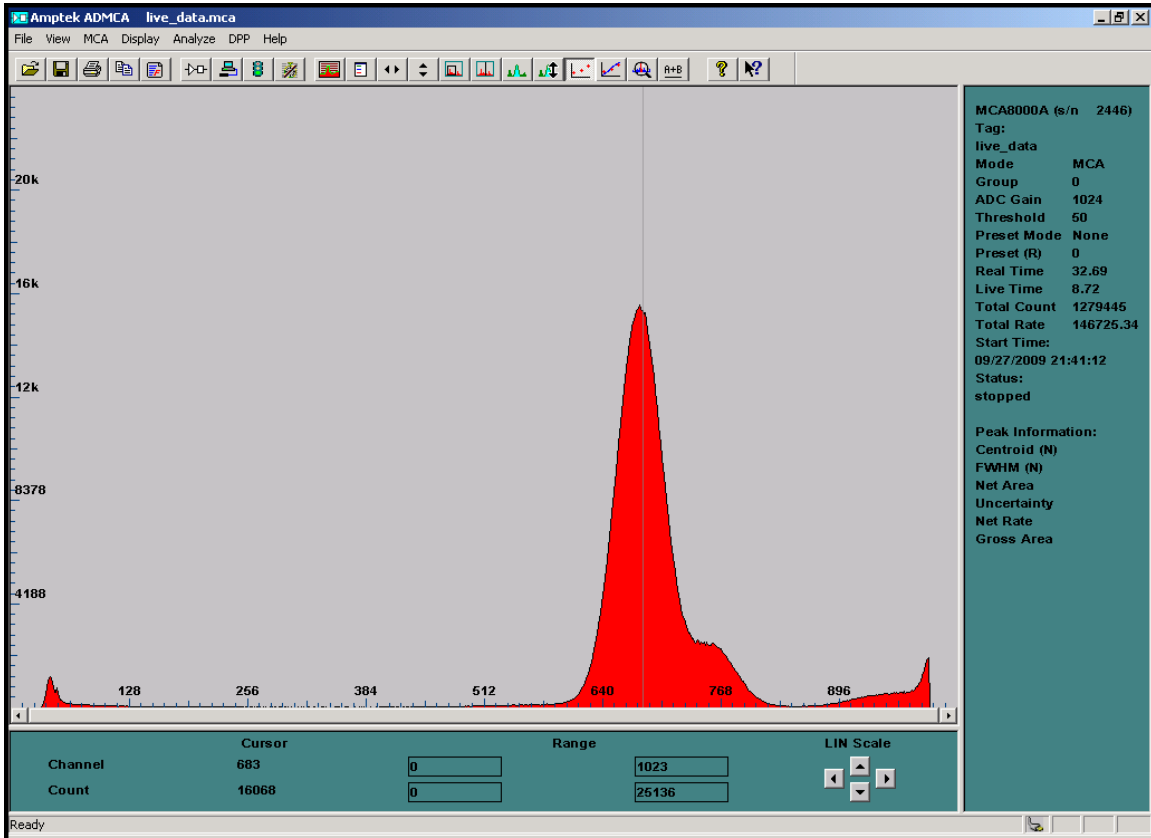 Amptek ADMCA live_data.mca
File View MCA Display Analyze DPP Help
A+B
20k
16k
12k
8378
4188
128 256 384 512 640 768 896
MCA8000A (s/n 2446)
Tag:
live_data
Mode MCA
Group 0
ADC Gain 1024
Threshold 50
Preset Mode None
Preset (R) 0
Real Time 32.69
Live Time 8.72
Total Count 1279445
Total Rate 146725.34
Start Time:
09/27/2009 21:41:12
Status:
stopped
Peak Information:
Centroid (N)
FWHM (N)
Net Area
Uncertainty
Net Rate
Gross Area
Cursor Range LIN Scale
Channel 683 0 1023
Count 16068 0 25136
Ready